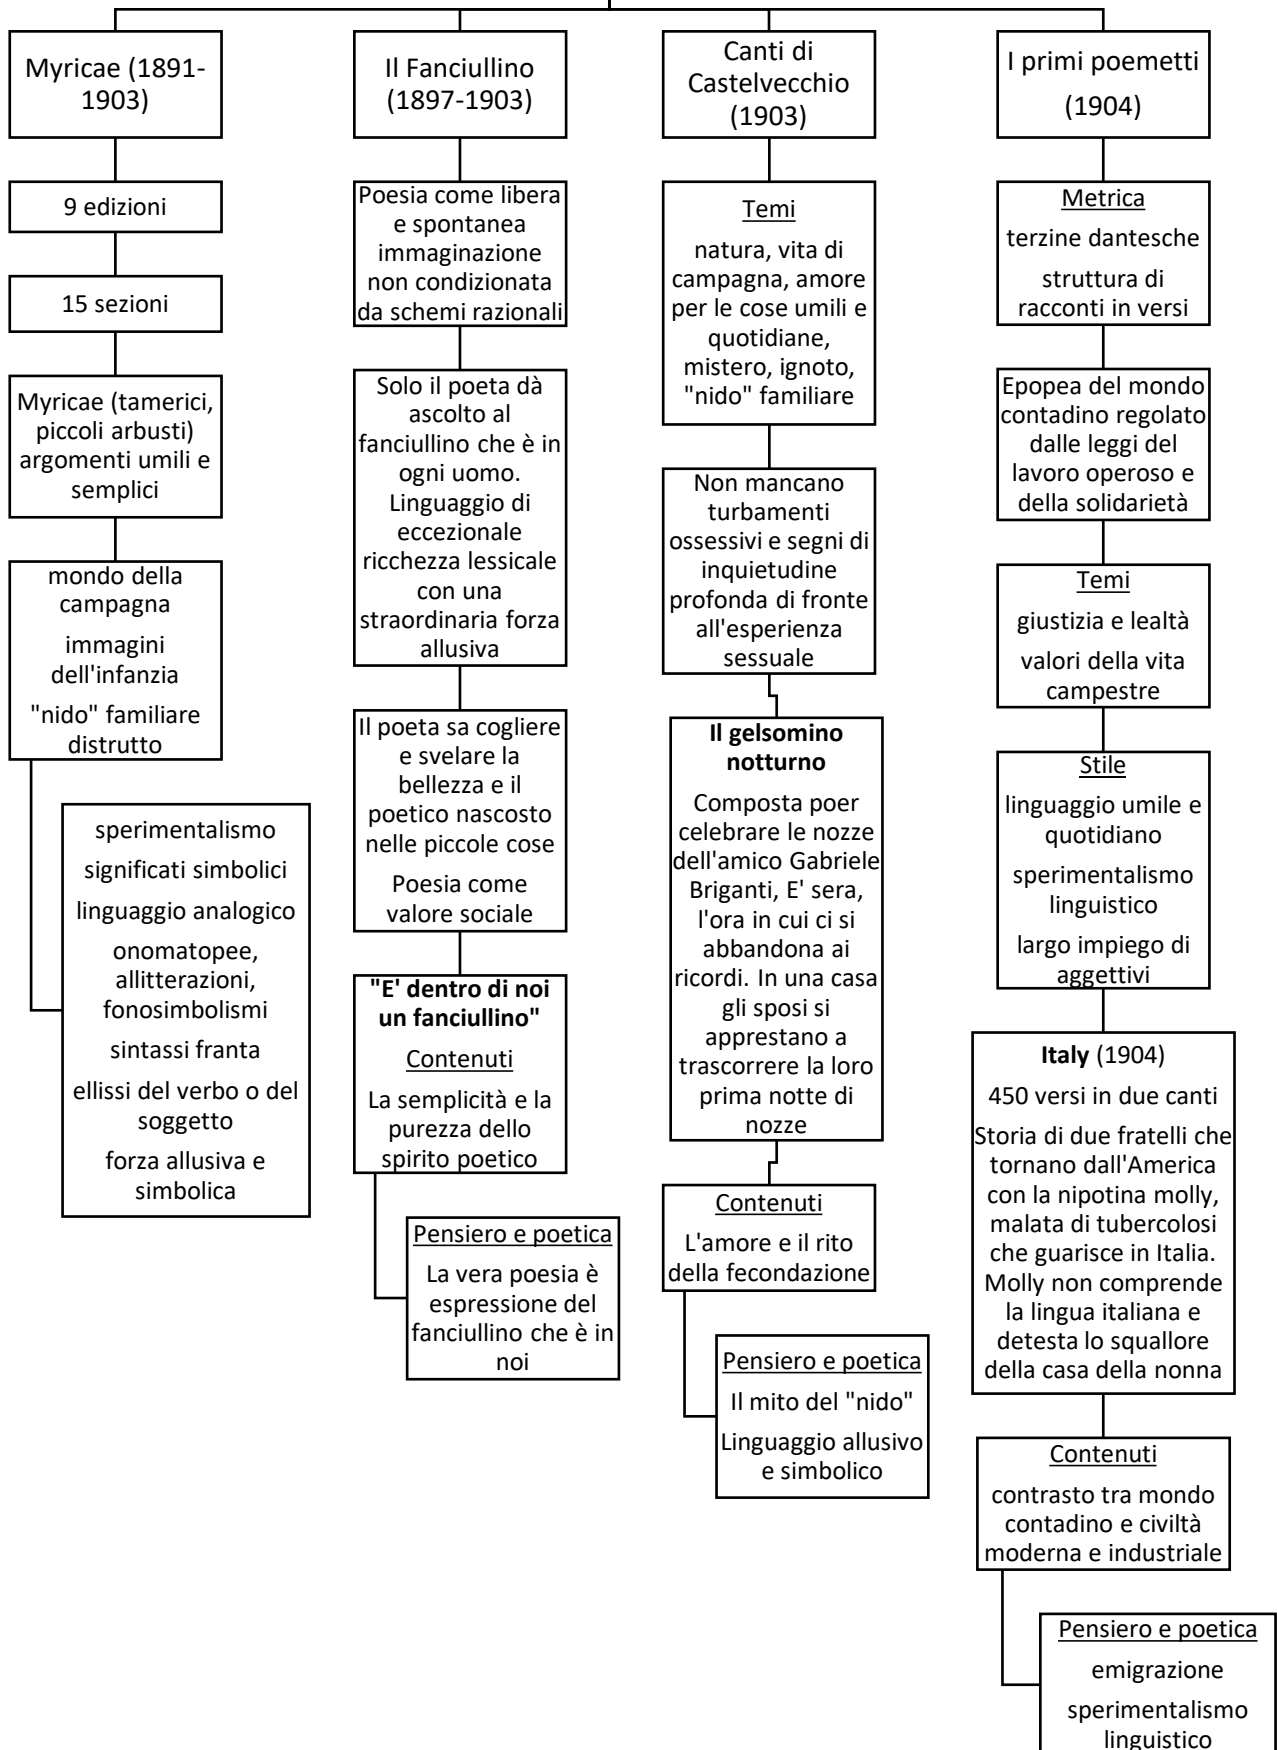 Myricae (1891-
1903)
9 edizioni
15 sezioni
Myricae (tamerici,
piccoli arbusti)
argomenti umili e
semplici
mondo della
campagna
immagini
dell'infanzia
"nido" familiare
distrutto
sperimentalismo
significati simbolici
linguaggio analogico
onomatopee,
allitterazioni,
fonosimbolismi
sintassi franta
ellissi del verbo o del
soggetto
forza allusiva e
simbolica
Il Fanciullino
(1897-1903)
Poesia come libera
e spontanea
immaginazione
non condizionata
da schemi razionali
Solo il poeta dà
ascolto al
fanciullino che è in
ogni uomo.
Linguaggio di
eccezionale
ricchezza lessicale
con una
straordinaria forza
allusiva
Il poeta sa cogliere
e svelare la
bellezza e il
poetico nascosto
nelle piccole cose
Poesia come
valore sociale
"E' dentro di noi
un fanciullino"
Contenuti
La semplicità e la
purezza dello
spirito poetico
Pensiero e poetica
La vera poesia è
espressione del
fanciullino che è in
noi
Canti di
Castelvecchio
(1903)
Temi
natura, vita di
campagna, amore
per le cose umili e
quotidiane,
mistero, ignoto,
"nido" familiare
Non mancano
turbamenti
ossessivi e segni di
inquietudine
profonda di fronte
all'esperienza
sessuale
Il gelsomino
notturno
Composta poer
celebrare le nozze
dell'amico Gabriele
Briganti, E' sera,
l'ora in cui ci si
abbandona ai
ricordi. In una casa
gli sposi si
apprestano a
trascorrere la loro
prima notte di
nozze
Contenuti
L'amore e il rito
della fecondazione
Pensiero e poetica
Il mito del "nido"
Linguaggio allusivo
e simbolico
I primi poemetti
(1904)
Metrica
terzine dantesche
struttura di
racconti in versi
Epopea del mondo
contadino regolato
dalle leggi del
lavoro operoso e
della solidarietà
Temi
giustizia e lealtà
valori della vita
campestre
Stile
linguaggio umile e
quotidiano
sperimentalismo
linguistico
largo impiego di
aggettivi
Italy (1904)
450 versi in due canti
Storia di due fratelli che
tornano dall'America
con la nipotina molly,
malata di tubercolosi
che guarisce in Italia.
Molly non comprende
la lingua italiana e
detesta lo squallore
della casa della nonna
Contenuti
contrasto tra mondo
contadino e civiltà
moderna e industriale
Pensiero e poetica
emigrazione
sperimentalismo
linguistico